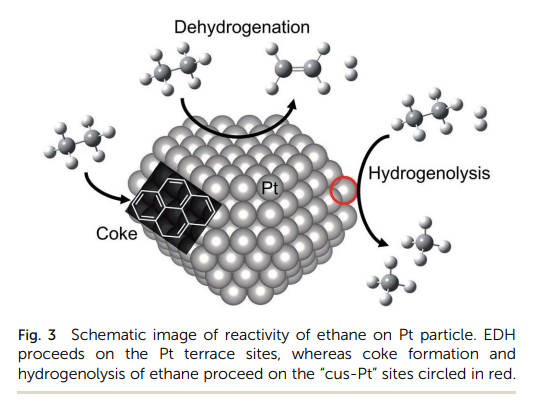 Dehydrogenation
Pt
Hydrogenolysis
Coke
Fig. 3 Schematic image of reactivity of ethane on Pt particle. EDH
proceeds on the Pt terrace sites, whereas coke formation and
hydrogenolysis of ethane proceed on the “cus-Pt” sites circled in red.